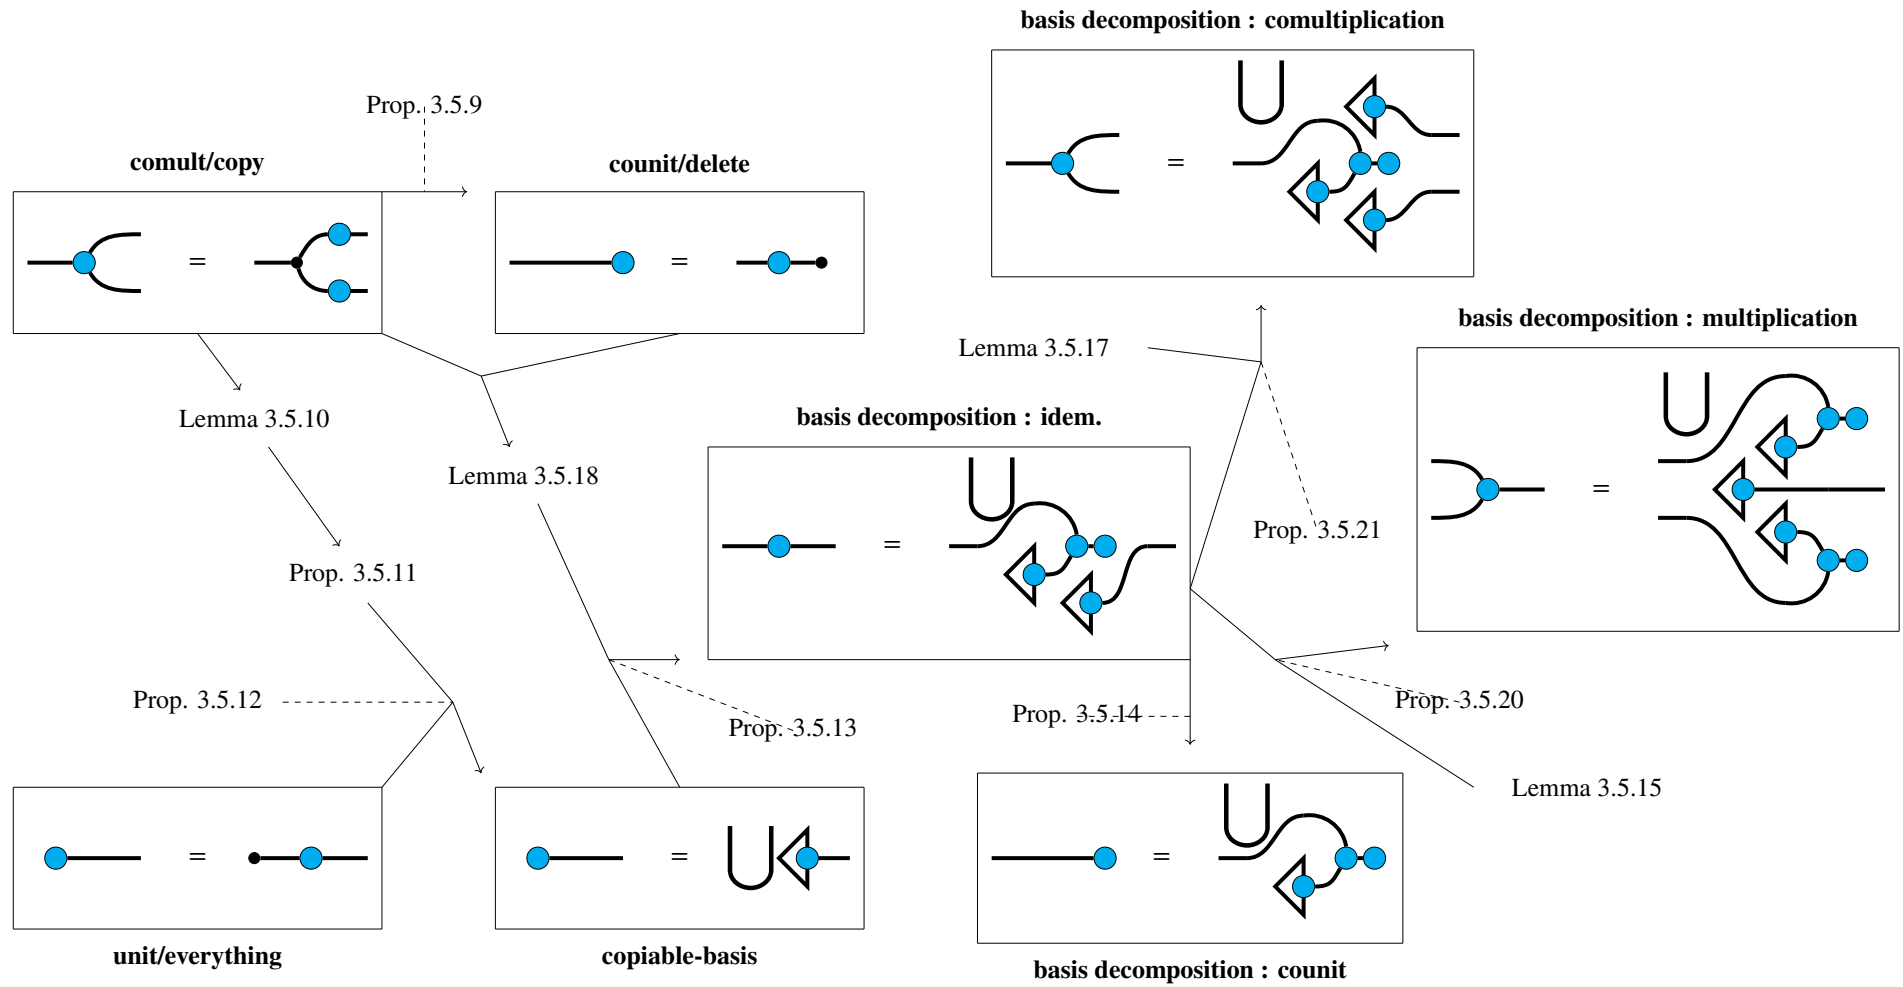 basis decomposition : comultiplication
Prop. 3.5.9
comult/copy
counit/delete
=
=
=
basis decomposition : multiplication
Lemma 3.5.17
Lemma 3.5.10
basis decomposition : idem.
Lemma 3.5.18
=
Prop. 3.5.21
=
Prop. 3.5.11
Prop. 3.5.12
Prop. 3.5.13
Prop. 3.5.14
Prop. 3.5.20
Lemma 3.5.15
=
=
=
unit/everything
copiable-basis
basis decomposition : counit